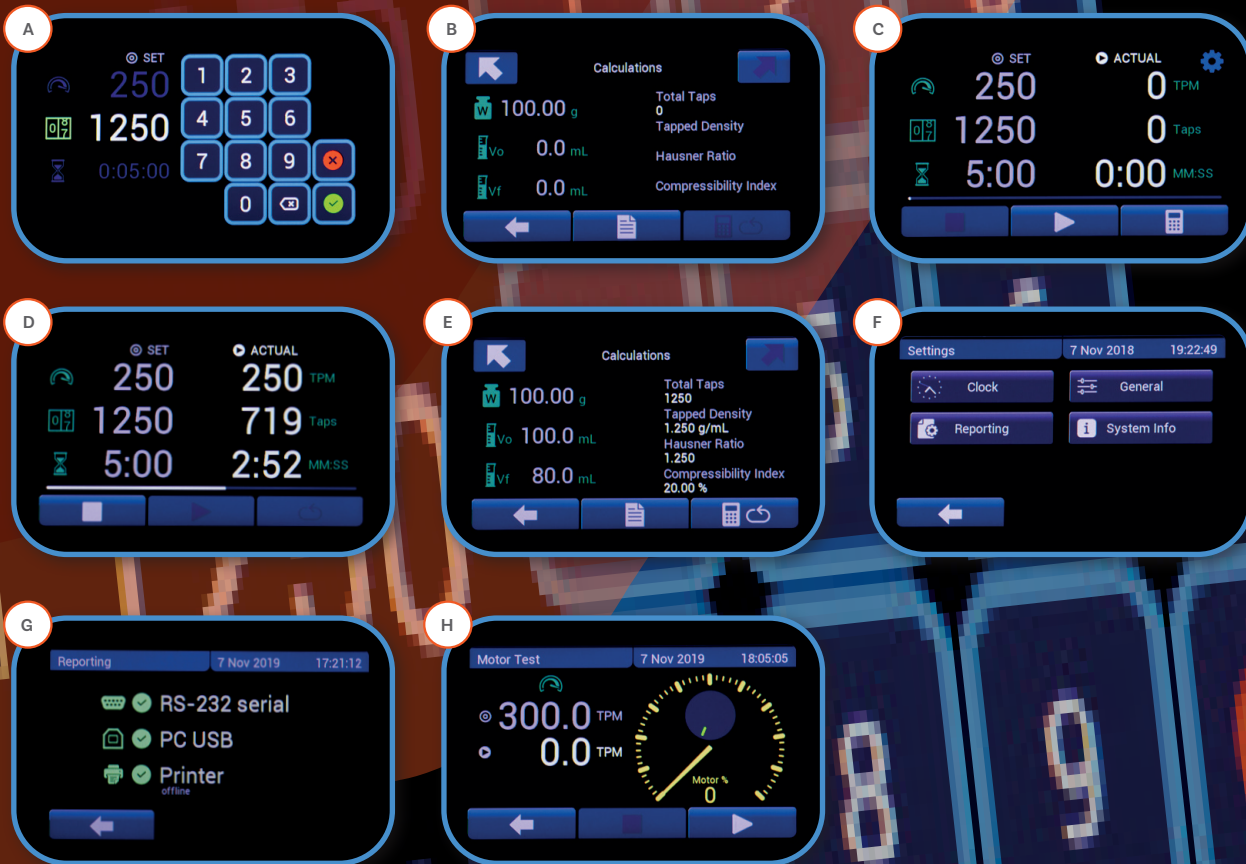 A
SET
250
1250
0:05:00
1 2 3
4 5 6
7 8 9
0
B
Calculations
W 100.00 g
Vo 0.0 mL
Vf 0.0 mL
Total Taps
0
Tapped Density
Hausner Ratio
Compressibility Index
C
SET ACTUAL
250 0 TPM
1250 0 Taps
5:00 0:00 MM:SS
D
SET ACTUAL
250 250 TPM
1250 719 Taps
5:00 2:52 MM:SS
E
Calculations
W 100.00 g
Vo 100.0 mL
Vf 80.0 mL
Total Taps
1250
Tapped Density
1.250 g/mL
Hausner Ratio
1.250
Compressibility Index
20.00 %
F
Settings 7 Nov 2018 19:22:49
Clock General
Reporting System Info
G
Reporting 7 Nov 2019 17:21:12
RS-232 serial
PC USB
Printer
offline
H
Motor Test 7 Nov 2019 18:05:05
300.0 TPM
0.0 TPM
Motor %
0
8 9